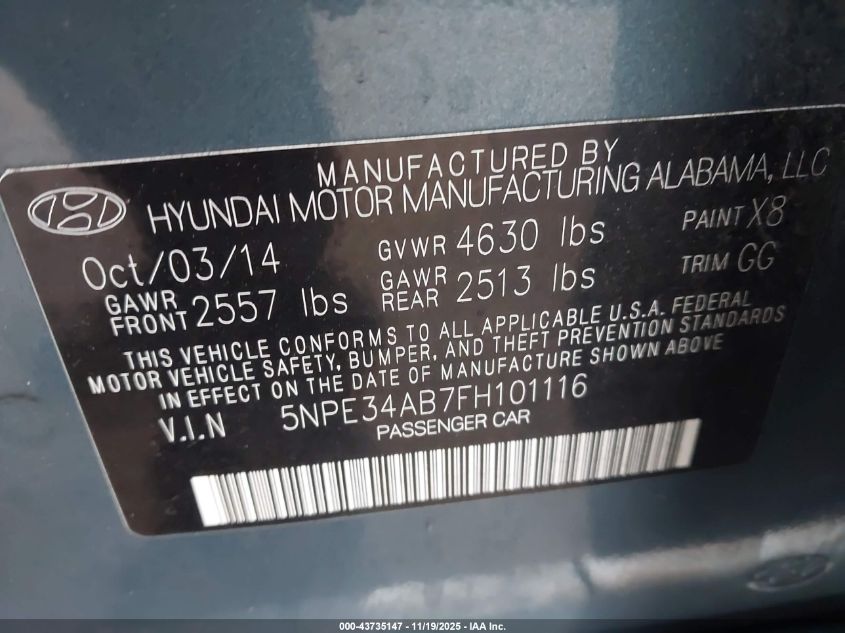 MANUFACTURED BY
HYUNDAI MOTOR MANUFACTURING ALABAMA, LLC
Oct/03/14 GVWR 4630 lbs PAINT X8
GAWR FRONT 2557 lbs GAWR REAR 2513 lbs TRIM GG
THIS VEHICLE CONFORMS TO ALL APPLICABLE U.S.A. FEDERAL
MOTOR VEHICLE SAFETY, BUMPER, AND THEFT PREVENTION STANDARDS
IN EFFECT ON THE DATE OF MANUFACTURE SHOWN ABOVE
V.I.N 5NPE34AB7FH101116
PASSENGER CAR
000-43735147 - 11/19/2025 - IAA Inc.